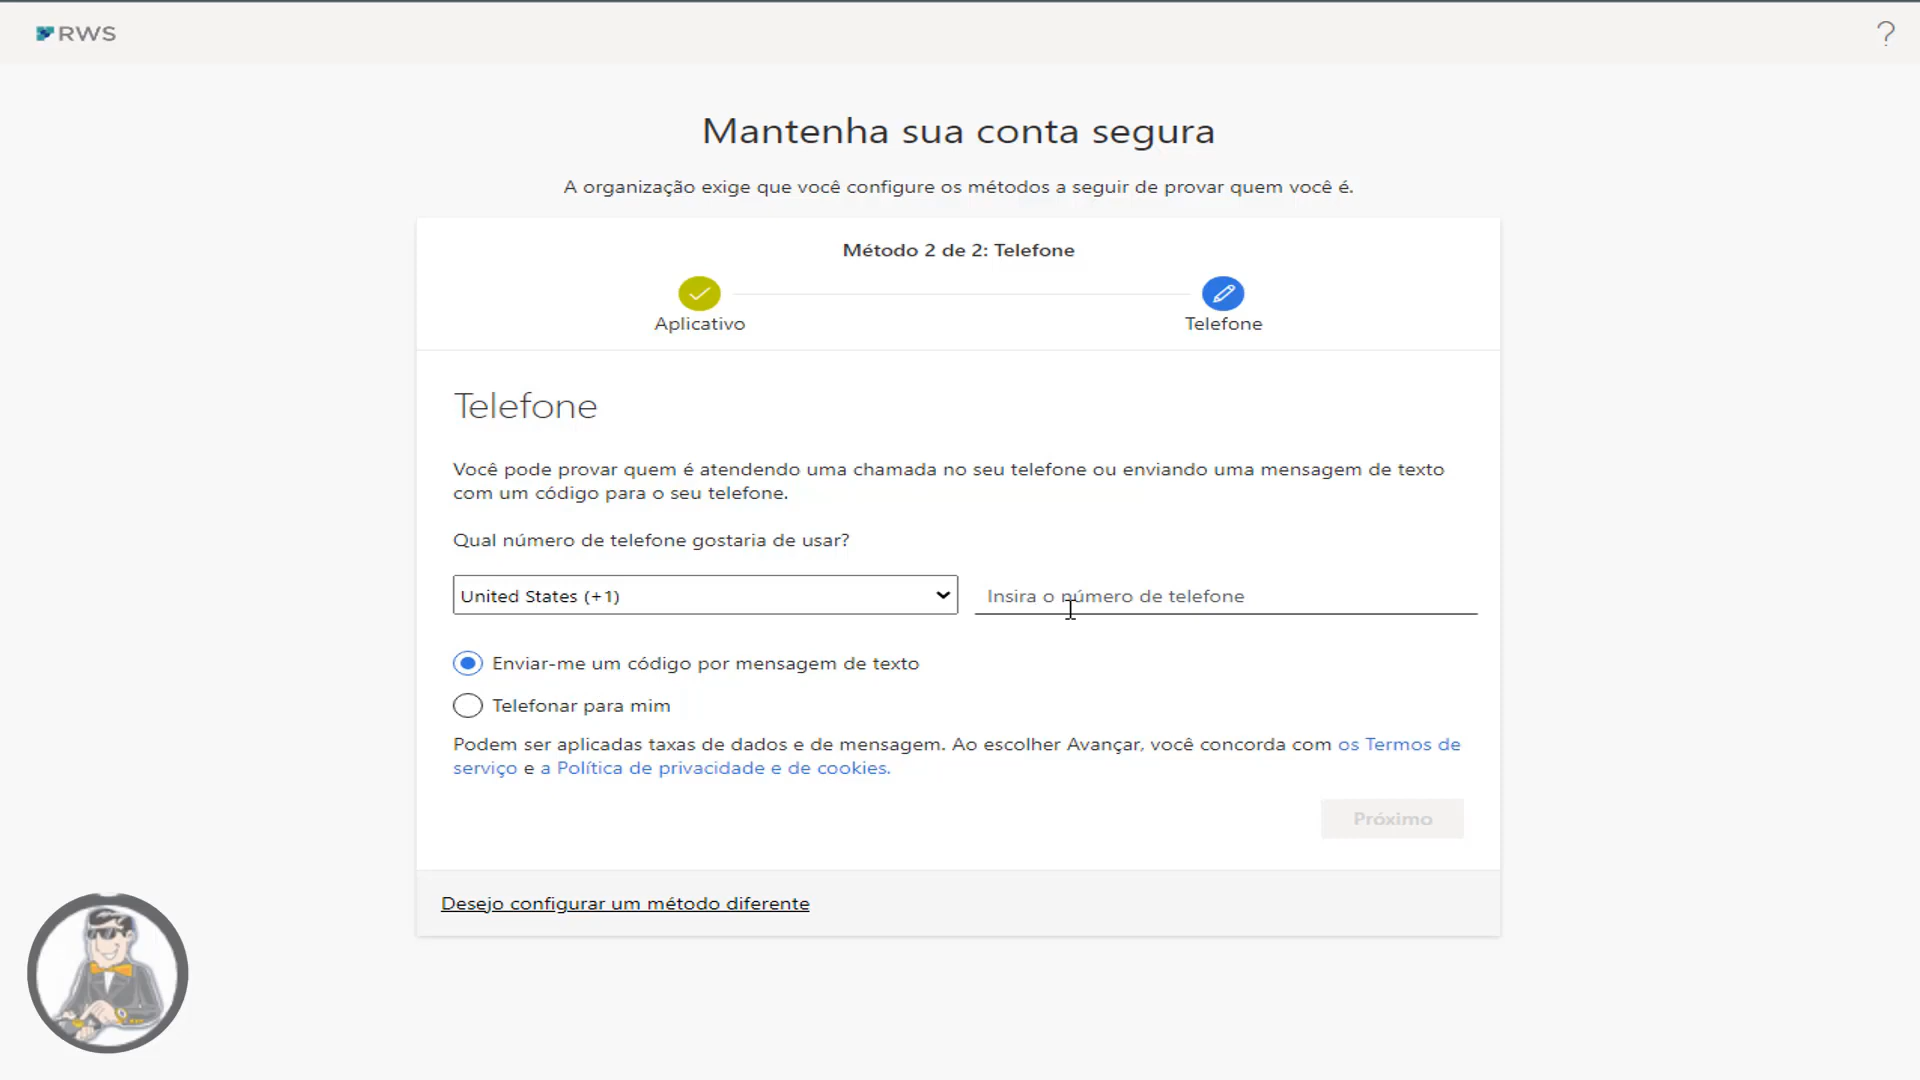 RWS
?
Mantenha sua conta segura
A organização exige que você configure os métodos a seguir de provar quem você é.
Método 2 de 2: Telefone
Aplicativo
Telefone
Telefone
Você pode provar quem é atendendo uma chamada no seu telefone ou enviando uma mensagem de texto
com um código para o seu telefone.
Qual número de telefone gostaria de usar?
United States (+1)
Insira o número de telefone
Enviar-me um código por mensagem de texto
Telefonar para mim
Podem ser aplicadas taxas de dados e de mensagem. Ao escolher Avançar, você concorda com os Termos de
serviço e a Política de privacidade e de cookies.
Próximo
Desejo configurar um método diferente